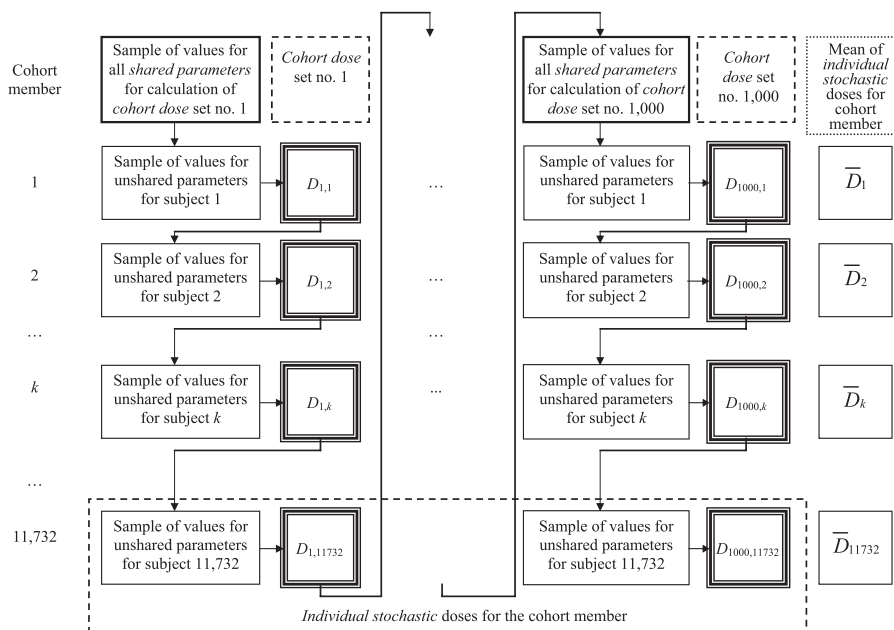 Cohort
member
Sample of values for
all shared parameters
for calculation of
cohort dose set no. 1
Cohort dose
set no. 1
...
Sample of values for
all shared parameters
for calculation of cohort
dose set no. 1,000
Cohort
dose set
no. 1,000
Mean of
individual
stochastic
doses for
cohort
member
1
Sample of values for
unshared parameters
for subject 1
D1,1
...
Sample of values for
unshared parameters
for subject 1
D1000,1
D̅1
2
Sample of values for
unshared parameters
for subject 2
D1,2
...
Sample of values for
unshared parameters
for subject 2
D1000,2
D̅2
...
...
k
Sample of values for
unshared parameters
for subject k
D1,k
...
Sample of values for
unshared parameters
for subject k
D1000,k
D̅k
...
11,732
Sample of values for
unshared parameters
for subject 11,732
D1,11732
Sample of values for
unshared parameters
for subject 11,732
D1000,11732
D̅11732
Individual stochastic doses for the cohort member